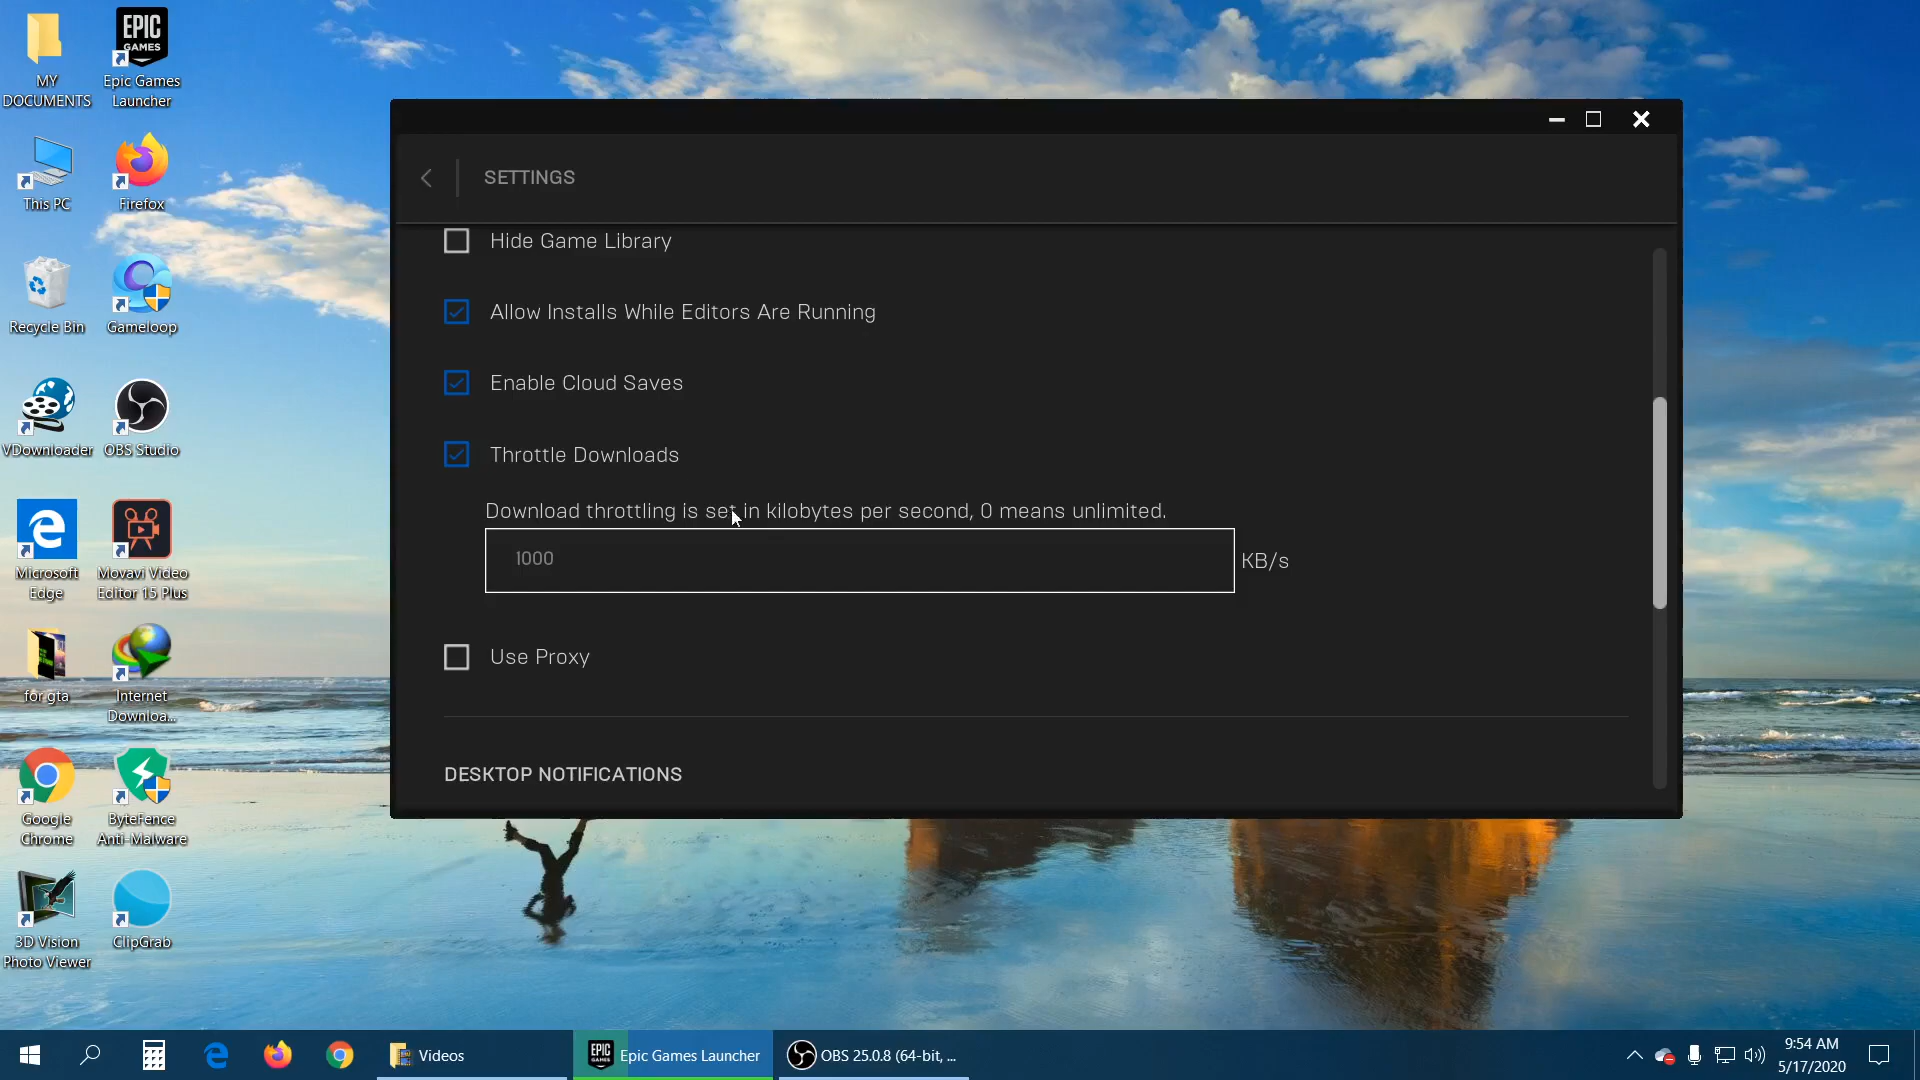 MY
DOCUMENTS
EPIC
GAMES
Epic Games
Launcher
This PC
Firefox
Recycle Bin
Gameloop
VDownloader
OBS Studio
Microsoft
Edge
Movavi Video
Editor 15 Plus
for gta
Internet
Downloa...
Google
Chrome
ByteFence
Anti-Malware
3D Vision
Photo Viewer
ClipGrab
SETTINGS
Hide Game Library
Allow Installs While Editors Are Running
Enable Cloud Saves
Throttle Downloads
Download throttling is set in kilobytes per second, 0 means unlimited.
1000
KB/s
Use Proxy
DESKTOP NOTIFICATIONS
Videos
EPIC
GAMES
Epic Games Launcher
OBS 25.0.8 (64-bit, ...
9:54 AM
5/17/2020